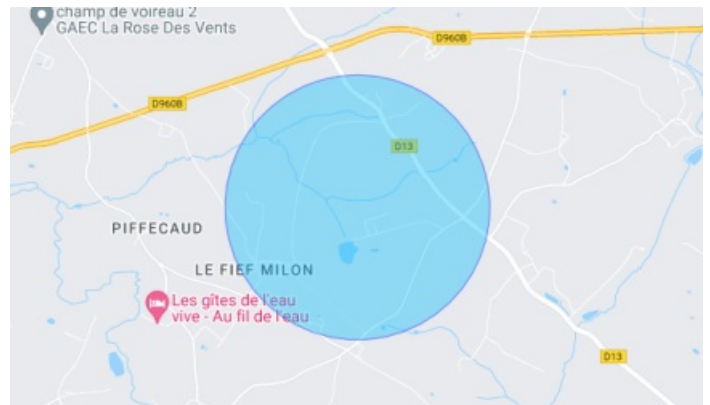 champ de voireau 2
GAEC La Rose Des Vents
D960B
D960B
D13
PIFFECAUD
LE FIEF MILON
Les gîtes de l'eau
vive - Au fil de l'eau
D13